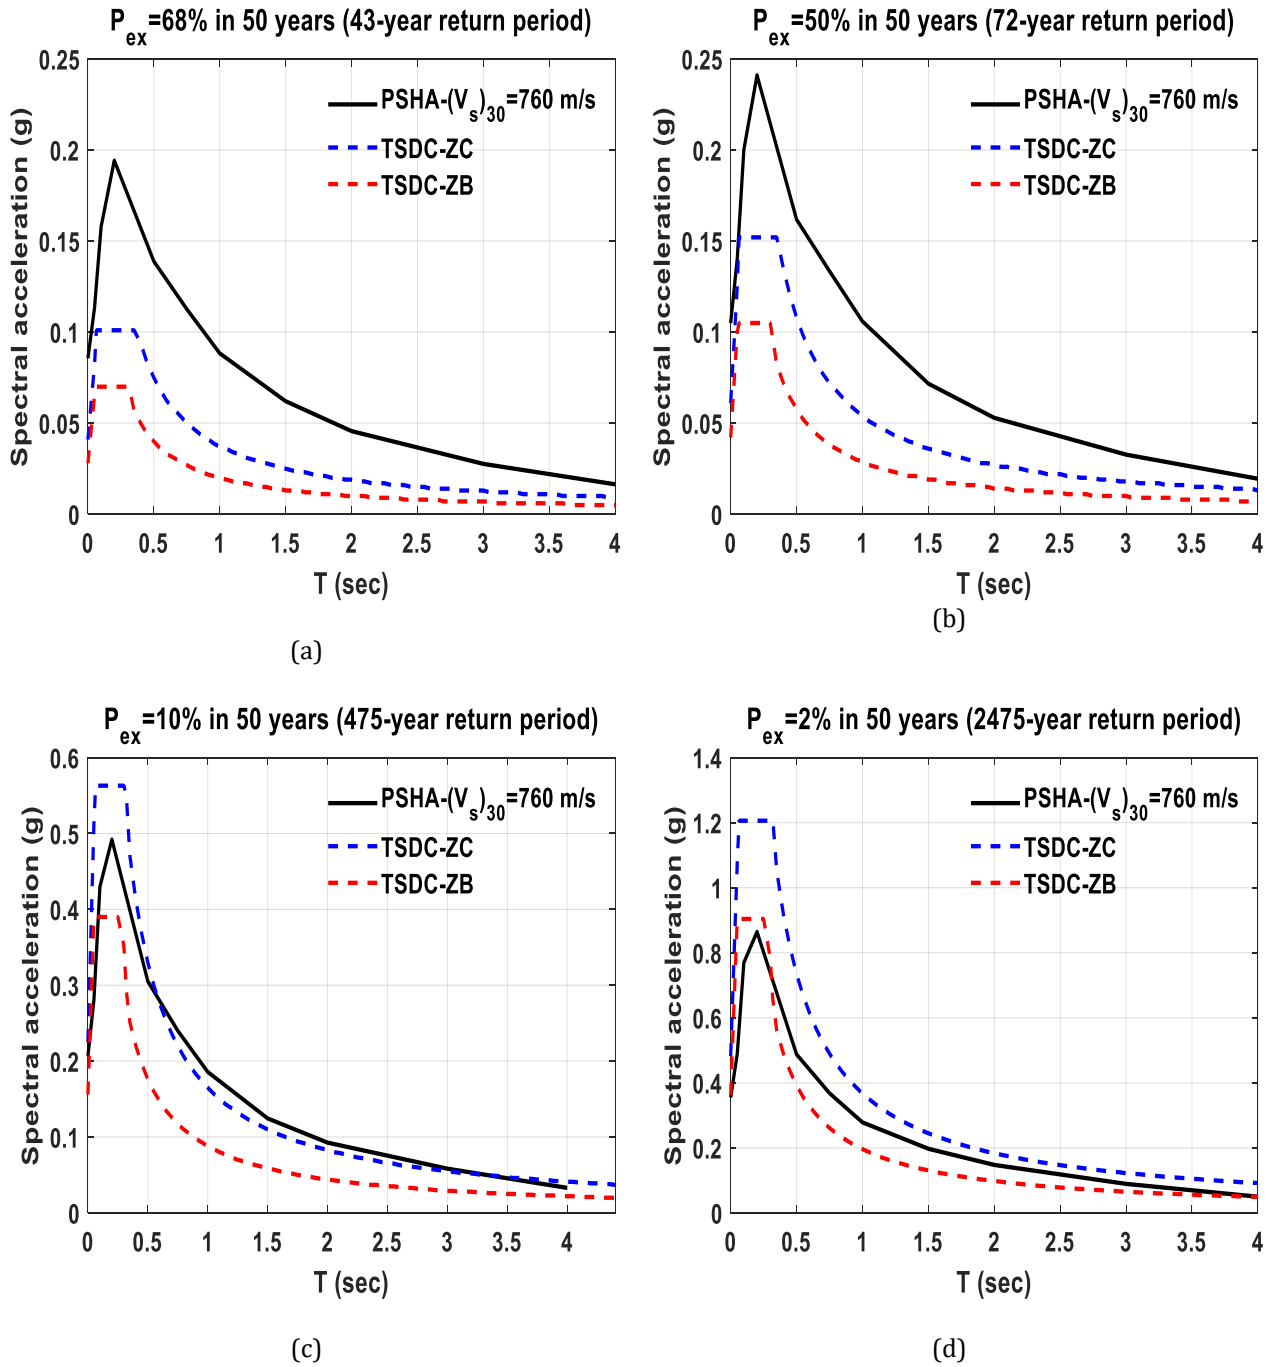 P_ex=68% in 50 years (43-year return period)
0.25
0.2
0.15
0.1
0.05
0
Spectral acceleration (g)
PSHA-(V_s)_30=760 m/s
TSDC-ZC
TSDC-ZB
0 0.5 1 1.5 2 2.5 3 3.5 4
T (sec)
(a)
P_ex=50% in 50 years (72-year return period)
0.25
0.2
0.15
0.1
0.05
0
Spectral acceleration (g)
PSHA-(V_s)_30=760 m/s
TSDC-ZC
TSDC-ZB
0 0.5 1 1.5 2 2.5 3 3.5 4
T (sec)
(b)
P_ex=10% in 50 years (475-year return period)
0.6
0.5
0.4
0.3
0.2
0.1
0
Spectral acceleration (g)
PSHA-(V_s)_30=760 m/s
TSDC-ZC
TSDC-ZB
0 0.5 1 1.5 2 2.5 3 3.5 4
T (sec)
(c)
P_ex=2% in 50 years (2475-year return period)
1.4
1.2
1
0.8
0.6
0.4
0.2
0
Spectral acceleration (g)
PSHA-(V_s)_30=760 m/s
TSDC-ZC
TSDC-ZB
0 0.5 1 1.5 2 2.5 3 3.5 4
T (sec)
(d)